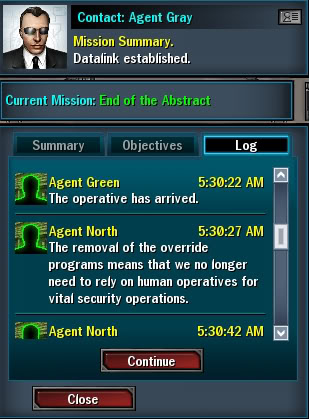 Contact: Agent Gray
Mission Summary.
Datalink established.
Current Mission: End of the Abstract
Summary Objectives Log
Agent Green 5:30:22 AM
The operative has arrived.
Agent North 5:30:27 AM
The removal of the override
programs means that we no longer
need to rely on human operatives for
vital security operations.
Agent North 5:30:42 AM
Continue
Close